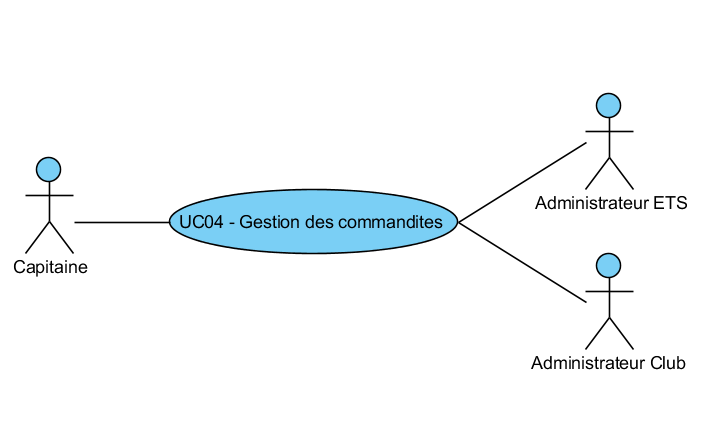 Administrateur ETS
UC04 - Gestion des commandites
Capitaine
Administrateur Club